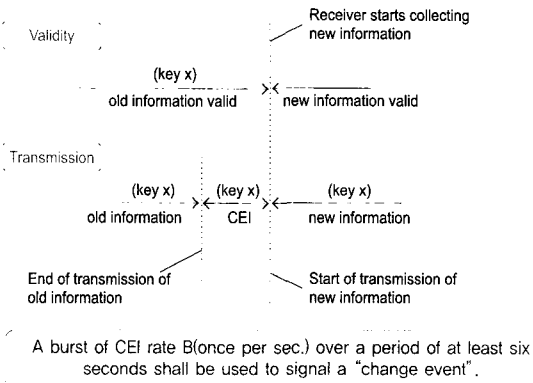 Receiver starts collecting
new information
Validity
(key x)
old information valid
new information valid
Transmission
(key x)
(key x)
(key x)
old information
CEI
new information
End of transmission of
old information
Start of transmission of
new information
A burst of CEI rate B(once per sec.) over a period of at least six
seconds shall be used to signal a “change event”.